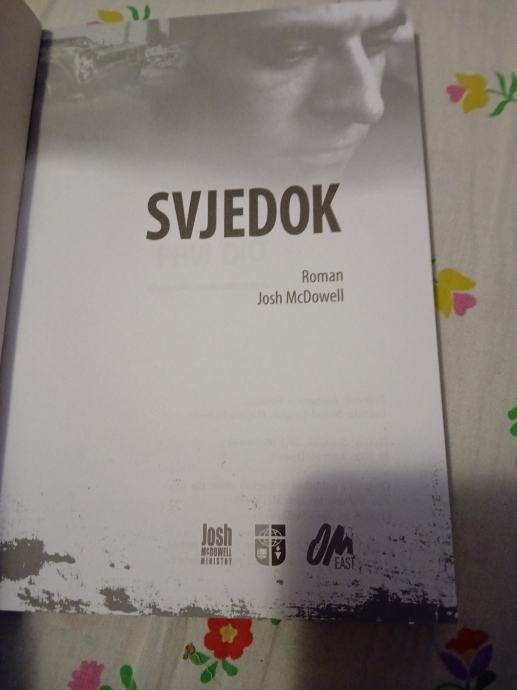 SVJEDOK
Roman
Josh McDowell
Josh
MCDOWELL
MINISTRY
OM
EAST